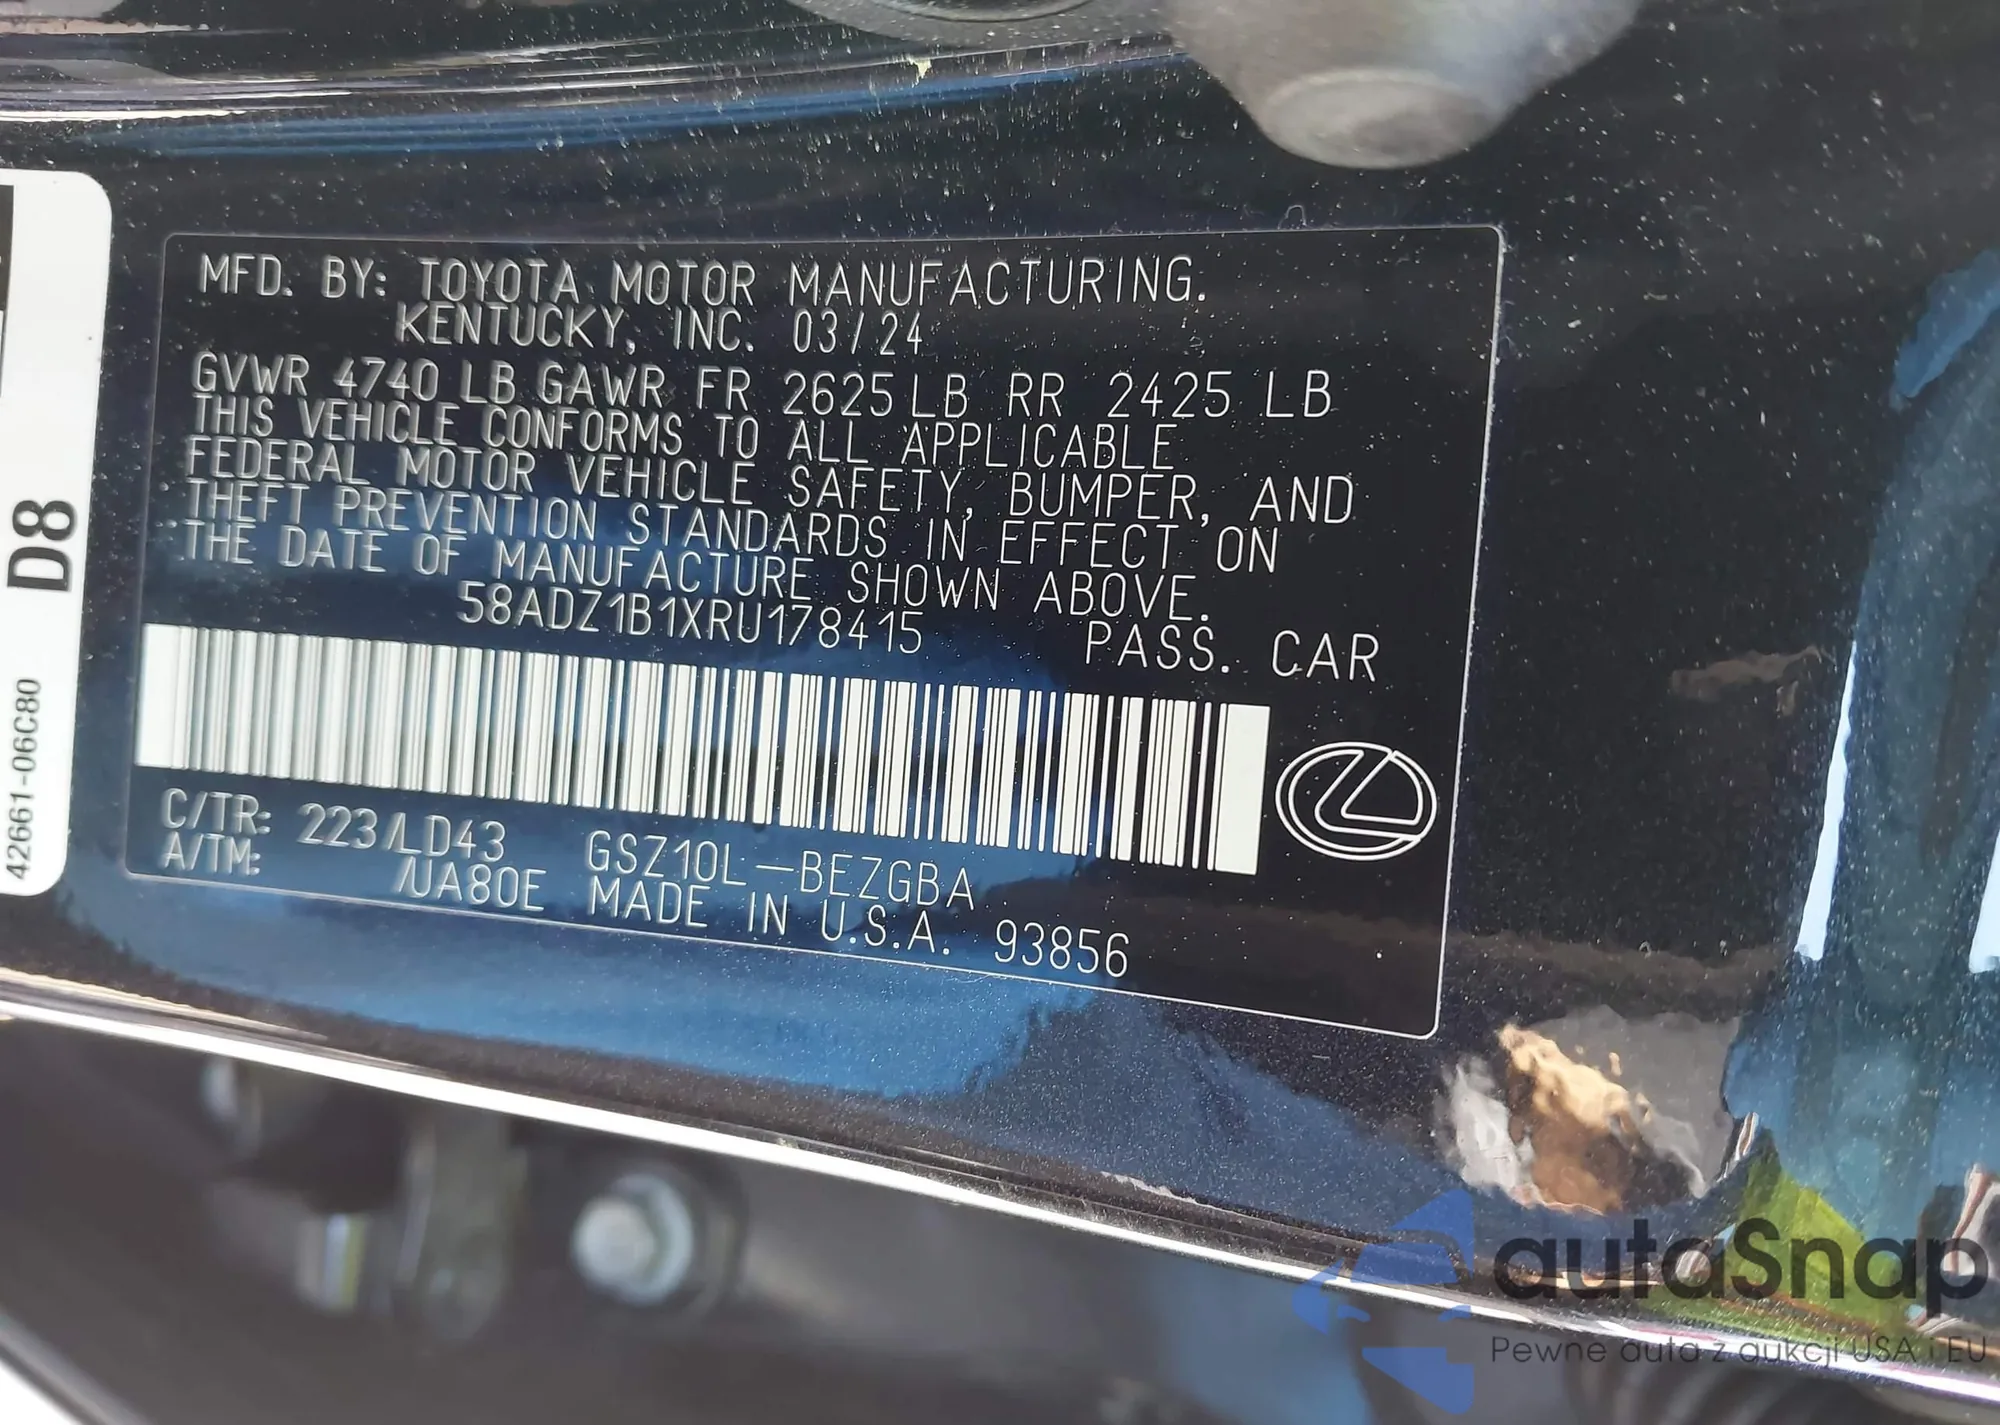 MFD. BY: TOYOTA MOTOR MANUFACTURING.
KENTUCKY, INC. 03/24
GVWR 4740 LB GAWR FR 2625 LB RR 2425 LB
THIS VEHICLE CONFORMS TO ALL APPLICABLE
FEDERAL MOTOR VEHICLE SAFETY, BUMPER, AND
THEFT PREVENTION STANDARDS IN EFFECT ON
THE DATE OF MANUFACTURE SHOWN ABOVE.
58ADZ1B1XRU178415 PASS. CAR
C/TR: 223/LD43 GSZ10L-BEZGBA
A/TM: /UA80E MADE IN U.S.A. 93856
D8
42661-06C80
autaSnap
Pewne auta z aukcji USA i EU